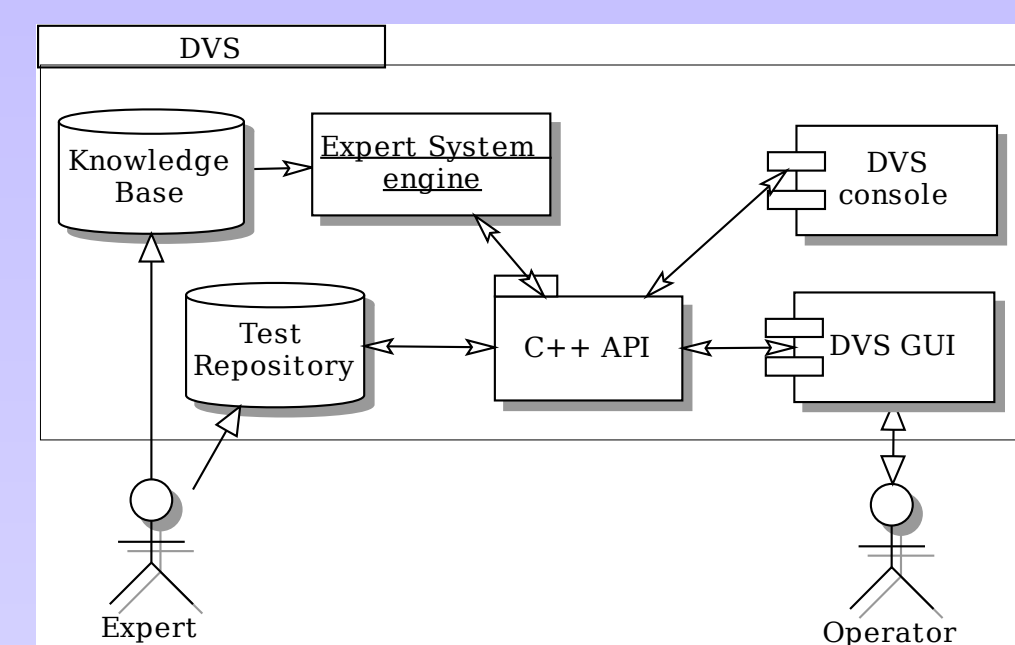 DVS
Knowledge
Base
Expert System
engine
DVS
console
Test
Repository
C++ API
DVS GUI
Expert
Operator